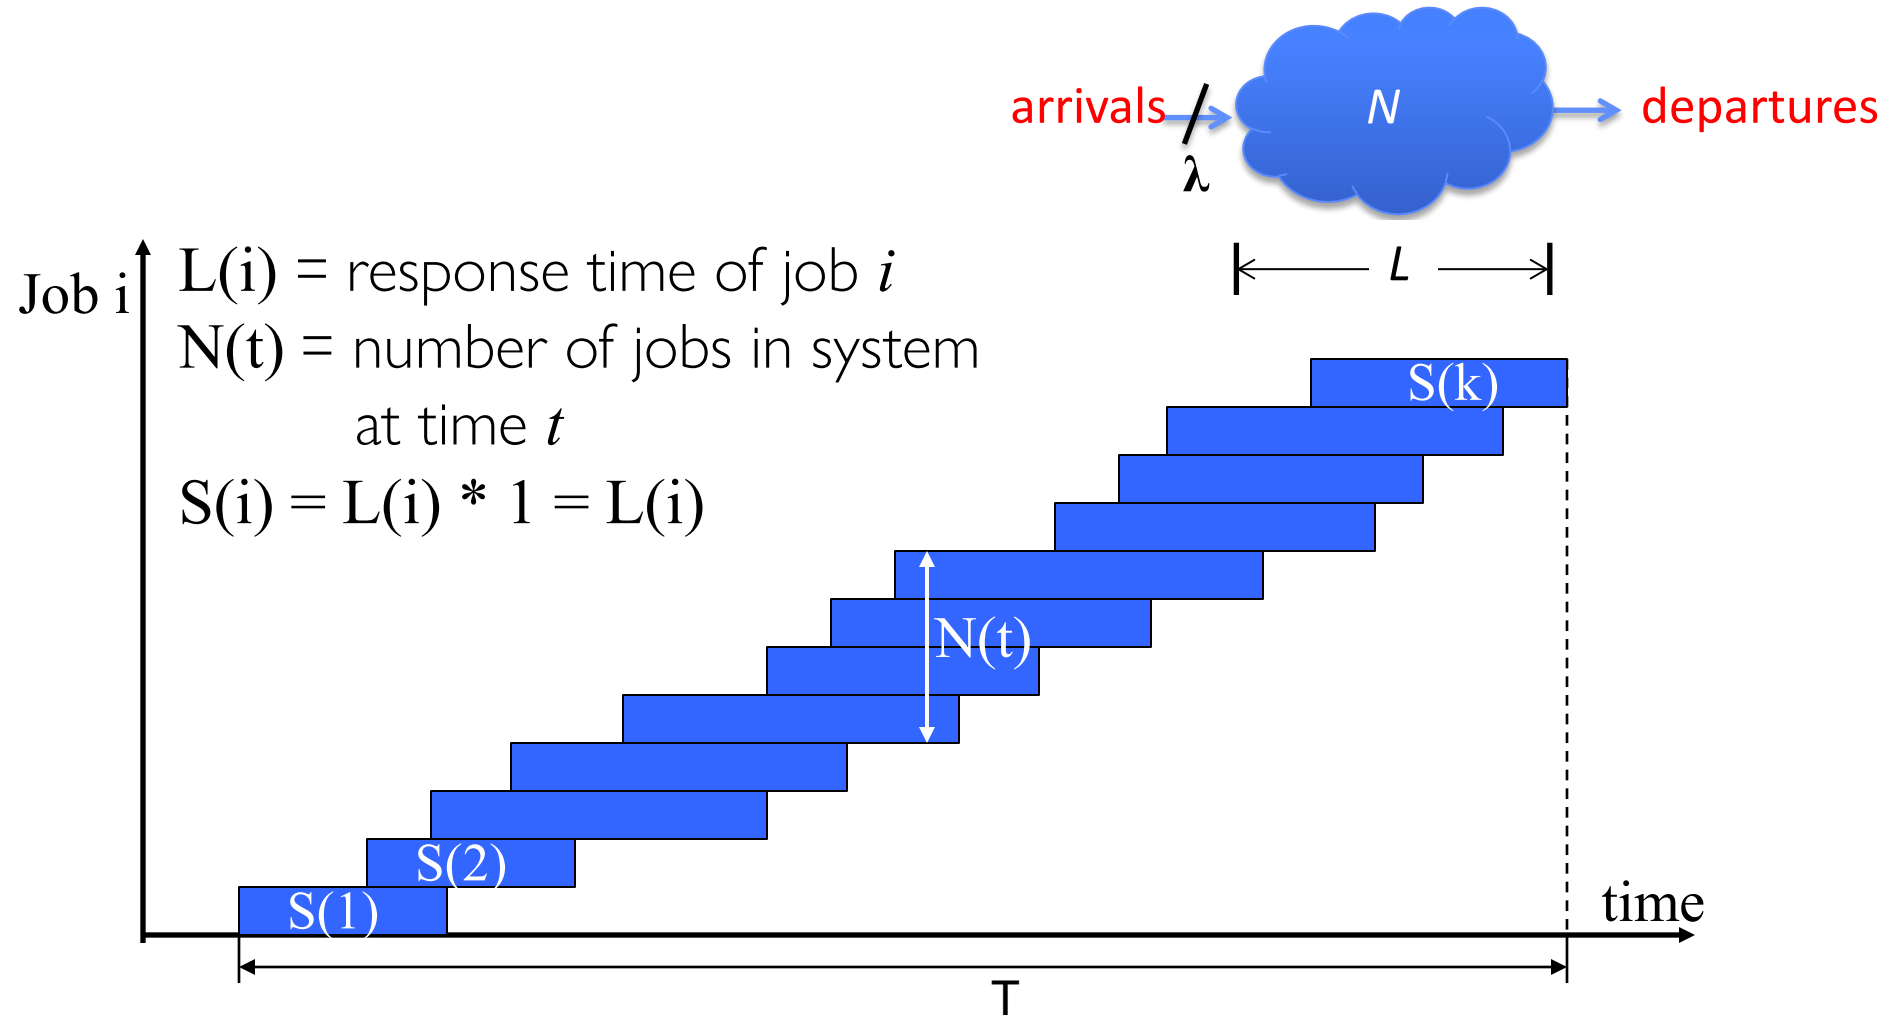 arrivals
N
departures
λ
L
Job i
L(i) = response time of job i
N(t) = number of jobs in system
at time t
S(i) = L(i) * 1 = L(i)
S(k)
N(t)
S(2)
S(1)
time
T